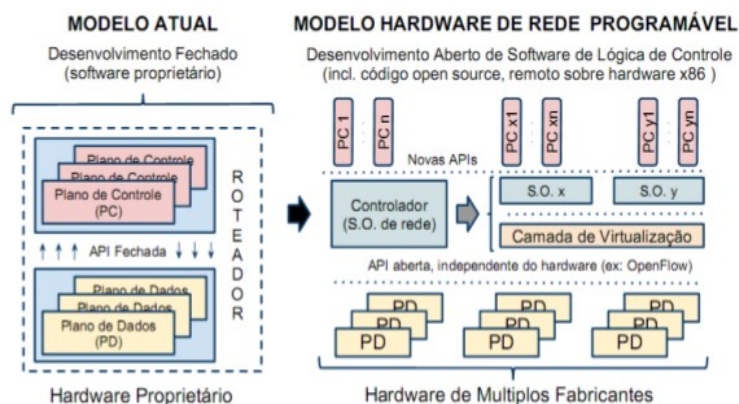 MODELO ATUAL
Desenvolvimento Fechado
(software proprietário)
Plano de Controle
Plano de Controle
Plano de Controle
(PC)
API Fechada
Plano de Dados
Plano de Dados
Plano de Dados
(PD)
ROTEADOR
Hardware Proprietário
MODELO HARDWARE DE REDE PROGRAMÁVEL
Desenvolvimento Aberto de Software de Lógica de Controle
(incl. código open source, remoto sobre hardware x86 )
PC 1
PC n
PC x1
PC xn
PC y1
PC yn
Novas APIs
Controlador
(S.O. de rede)
S.O. x
S.O. y
Camada de Virtualização
API aberta, independente do hardware (ex: OpenFlow)
PD
PD
PD
PD
PD
PD
PD
PD
PD
Hardware de Multiplos Fabricantes